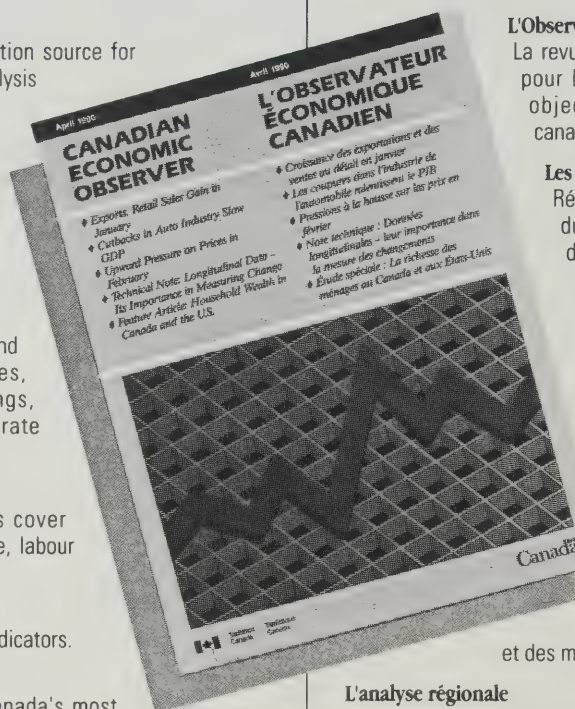 tion source for
lysis
nd
es,
ngs,
rate
s cover
e, labour
dicators.
anada's most
April 1990
Avril 1990
CANADIAN
ECONOMIC
OBSERVER
♦ Exports, Retail Sales Gain in
January
♦ Cutbacks in Auto Industry Slow
GDP
♦ Upward Pressure on Prices in
February
♦ Technical Note: Longitudinal Data –
Its Importance in Measuring Change
♦ Feature Article: Household Wealth in
Canada and the U.S.
L'OBSERVATEUR
ÉCONOMIQUE
CANADIEN
♦ Croissance des exportations et des
ventes au détail en janvier
♦ Les coupures dans l'industrie de
l'automobile ralentissent le PIB
♦ Pressions à la hausse sur les prix en
février
♦ Note technique : Données
longitudinales – leur importance dans
la mesure des changements
♦ Étude spéciale : La richesse des
ménages au Canada et aux États-Unis
Statistics Statistique
Canada Canada
Canada
L'Observ
La revu
pour l
objec
cana
Les
Ré
du
d
et des m
L'analyse régionale